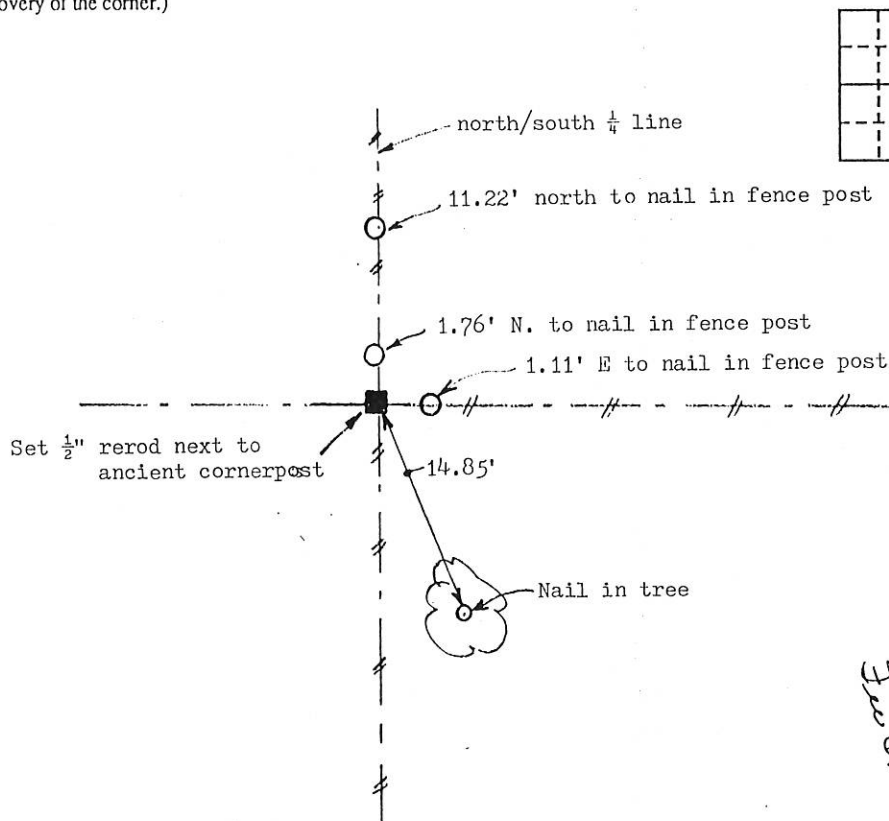 overy of the corner.)
north/south ¼ line
11.22' north to nail in fence post
1.76' N. to nail in fence post
1.11' E to nail in fence post
Set ½" rerod next to
ancient cornerpost
14.85'
Nail in tree
Fee